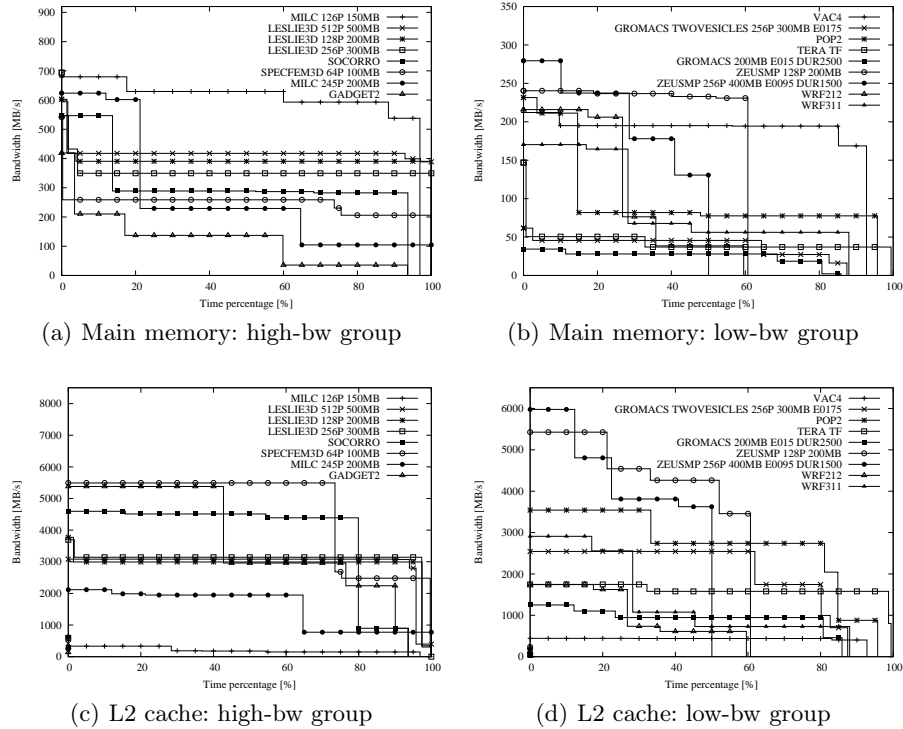 900
800
700
600
500
400
300
200
100
0
Bandwidth [MB/s]
0 20 40 60 80 100
Time percentage [%]
MILC 126P 150MB
LESLIE3D 512P 500MB
LESLIE3D 128P 200MB
LESLIE3D 256P 300MB
SOCORRO
SPECFEM3D 64P 100MB
MILC 245P 200MB
GADGET2
(a) Main memory: high-bw group
350
300
250
200
150
100
50
0
Bandwidth [MB/s]
0 20 40 60 80 100
Time percentage [%]
VAC4
GROMACS TWOVESICLES 256P 300MB E0175
POP2
TERA TF
GROMACS 200MB E015 DUR2500
ZEUSMP 128P 200MB
ZEUSMP 256P 400MB E0095 DUR1500
WRF212
WRF311
(b) Main memory: low-bw group
8000
7000
6000
5000
4000
3000
2000
1000
0
Bandwidth [MB/s]
0 20 40 60 80 100
Time percentage [%]
MILC 126P 150MB
LESLIE3D 512P 500MB
LESLIE3D 128P 200MB
LESLIE3D 256P 300MB
SOCORRO
SPECFEM3D 64P 100MB
MILC 245P 200MB
GADGET2
(c) L2 cache: high-bw group
6000
5000
4000
3000
2000
1000
0
Bandwidth [MB/s]
0 20 40 60 80 100
Time percentage [%]
VAC4
GROMACS TWOVESICLES 256P 300MB E0175
POP2
TERA TF
GROMACS 200MB E015 DUR2500
ZEUSMP 128P 200MB
ZEUSMP 256P 400MB E0095 DUR1500
WRF212
WRF311
(d) L2 cache: low-bw group